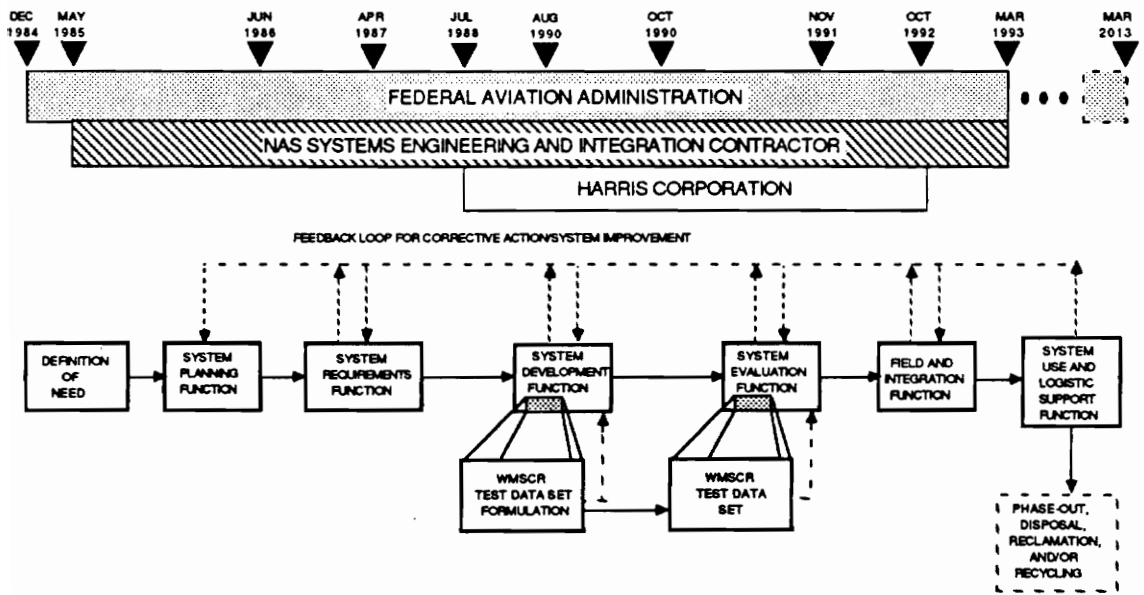 DEC MAY JUN APR JUL AUG OCT NOV OCT MAR MAR
1984 1985 1986 1987 1988 1990 1990 1991 1992 1993 2013
FEDERAL AVIATION ADMINISTRATION
NAS SYSTEMS ENGINEERING AND INTEGRATION CONTRACTOR
HARRIS CORPORATION
FEEDBACK LOOP FOR CORRECTIVE ACTION/SYSTEM IMPROVEMENT
DEFINITION
OF
NEED
SYSTEM
PLANNING
FUNCTION
SYSTEM
REQUIREMENTS
FUNCTION
SYSTEM
DEVELOPMENT
FUNCTION
SYSTEM
EVALUATION
FUNCTION
FIELD AND
INTEGRATION
FUNCTION
SYSTEM
USE AND
LOGISTIC
SUPPORT
FUNCTION
WMSCR
TEST DATA SET
FORMULATION
WMSCR
TEST DATA
SET
PHASE-OUT,
DISPOSAL,
RECLAMATION,
AND/OR
RECYCLING